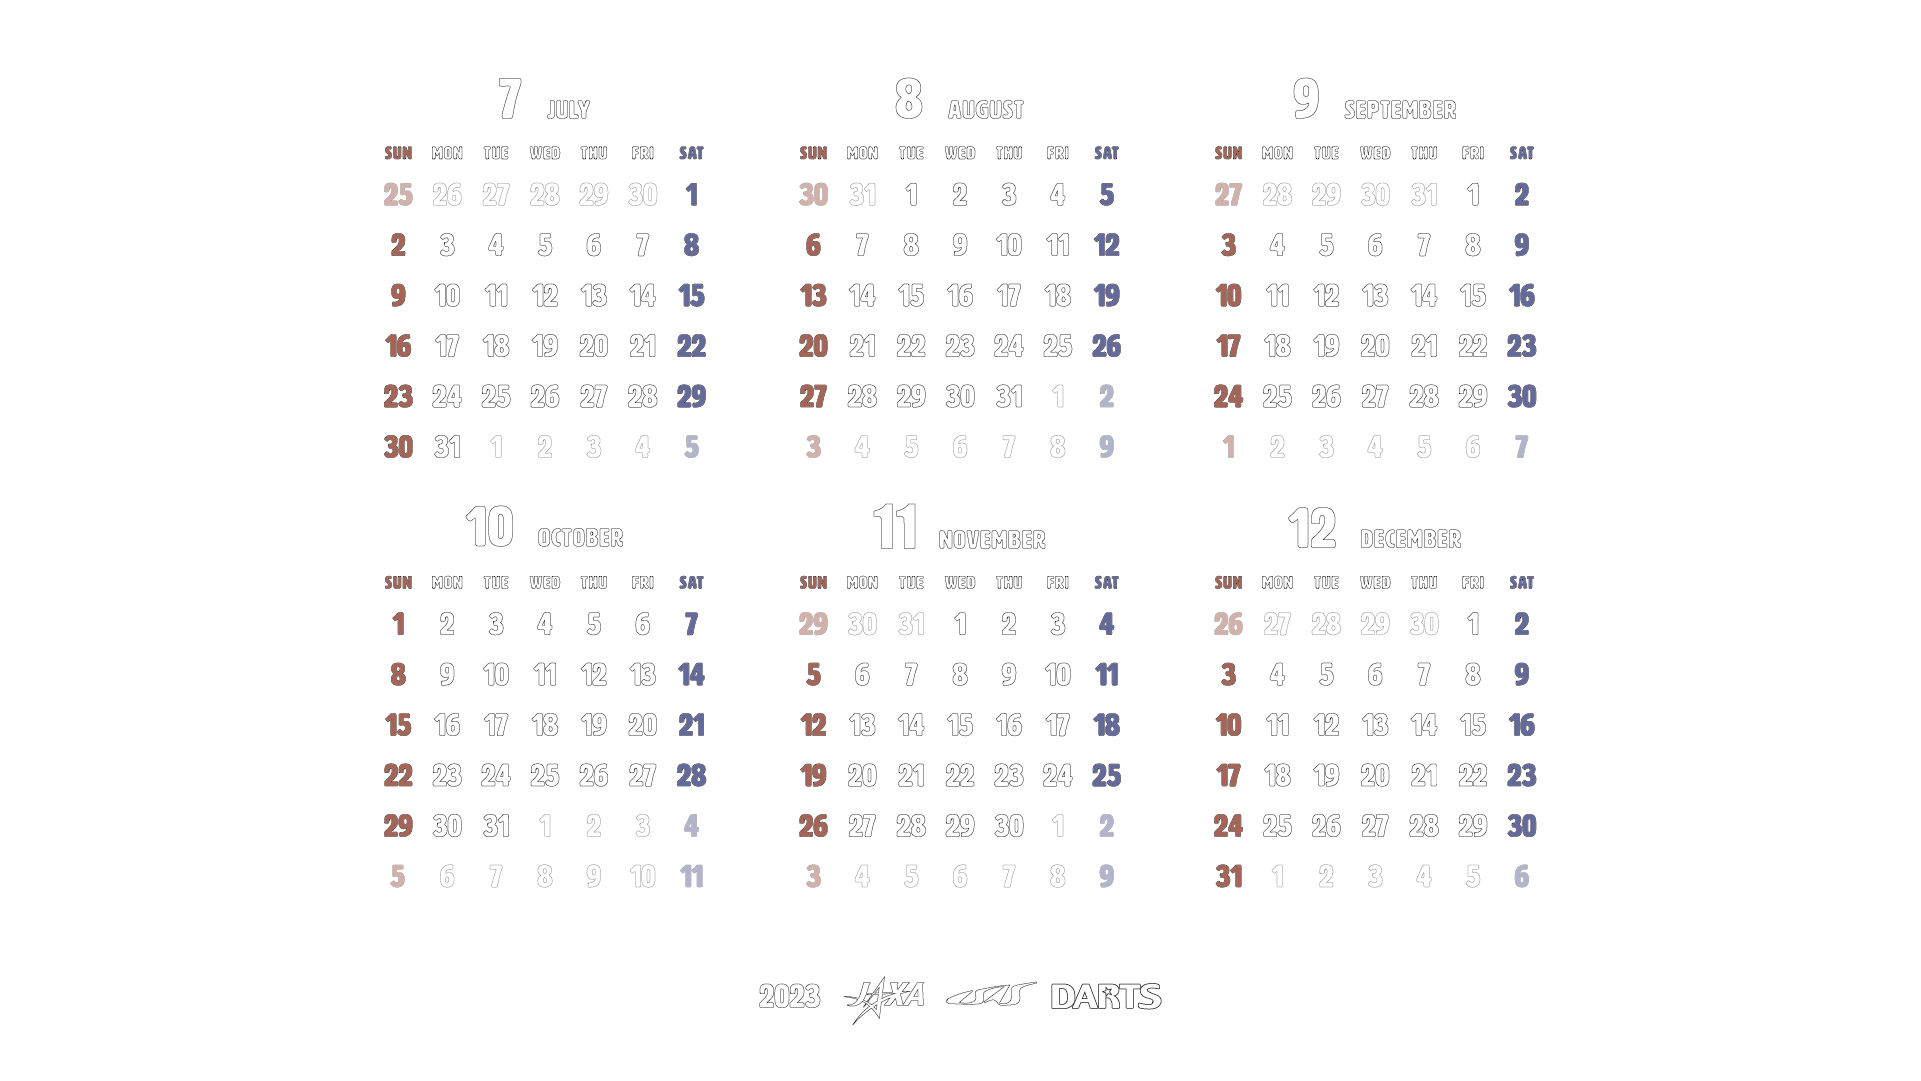 7 JULY
SUN MON TUE WED THU FRI SAT
25 26 27 28 29 30 1
2 3 4 5 6 7 8
9 10 11 12 13 14 15
16 17 18 19 20 21 22
23 24 25 26 27 28 29
30 31 1 2 3 4 5
8 AUGUST
SUN MON TUE WED THU FRI SAT
30 31 1 2 3 4 5
6 7 8 9 10 11 12
13 14 15 16 17 18 19
20 21 22 23 24 25 26
27 28 29 30 31 1 2
3 4 5 6 7 8 9
9 SEPTEMBER
SUN MON TUE WED THU FRI SAT
27 28 29 30 31 1 2
3 4 5 6 7 8 9
10 11 12 13 14 15 16
17 18 19 20 21 22 23
24 25 26 27 28 29 30
1 2 3 4 5 6 7
10 OCTOBER
SUN MON TUE WED THU FRI SAT
1 2 3 4 5 6 7
8 9 10 11 12 13 14
15 16 17 18 19 20 21
22 23 24 25 26 27 28
29 30 31 1 2 3 4
5 6 7 8 9 10 11
11 NOVEMBER
SUN MON TUE WED THU FRI SAT
29 30 31 1 2 3 4
5 6 7 8 9 10 11
12 13 14 15 16 17 18
19 20 21 22 23 24 25
26 27 28 29 30 1 2
3 4 5 6 7 8 9
12 DECEMBER
SUN MON TUE WED THU FRI SAT
26 27 28 29 30 1 2
3 4 5 6 7 8 9
10 11 12 13 14 15 16
17 18 19 20 21 22 23
24 25 26 27 28 29 30
31 1 2 3 4 5 6
2023 JAXA ISAS DARTS